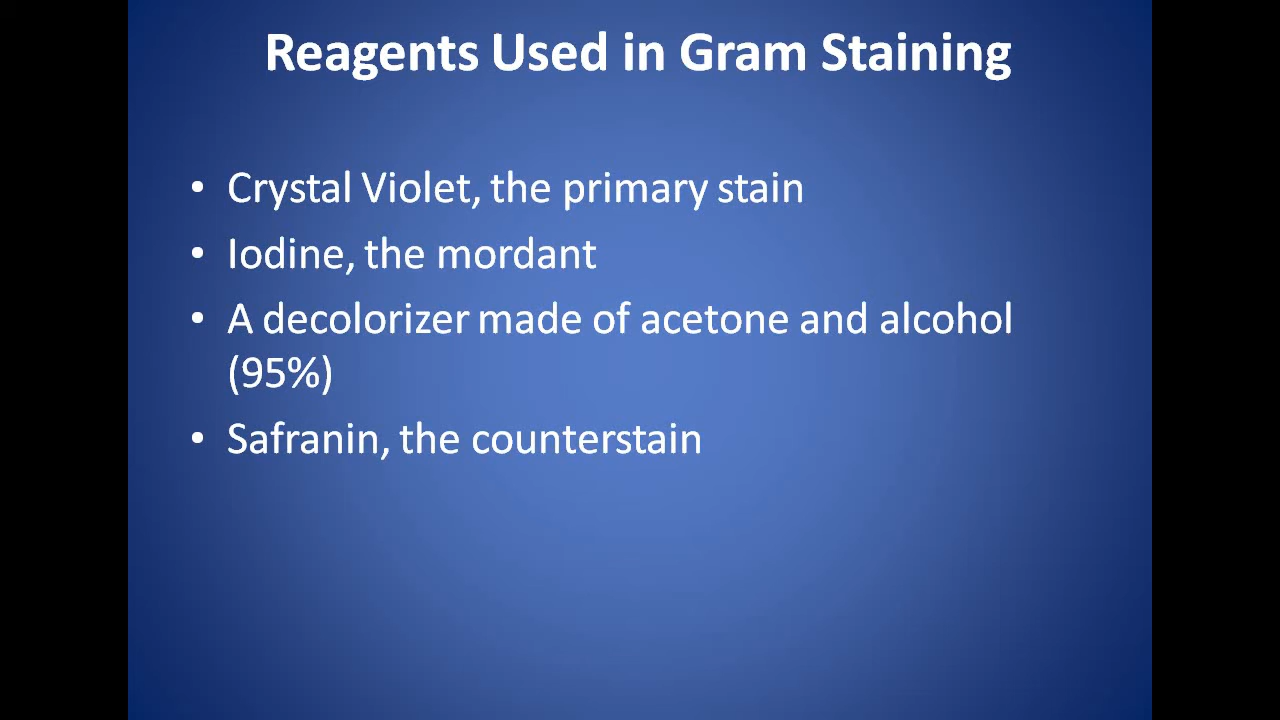 Reagents Used in Gram Staining
• Crystal Violet, the primary stain
• Iodine, the mordant
• A decolorizer made of acetone and alcohol
(95%)
• Safranin, the counterstain